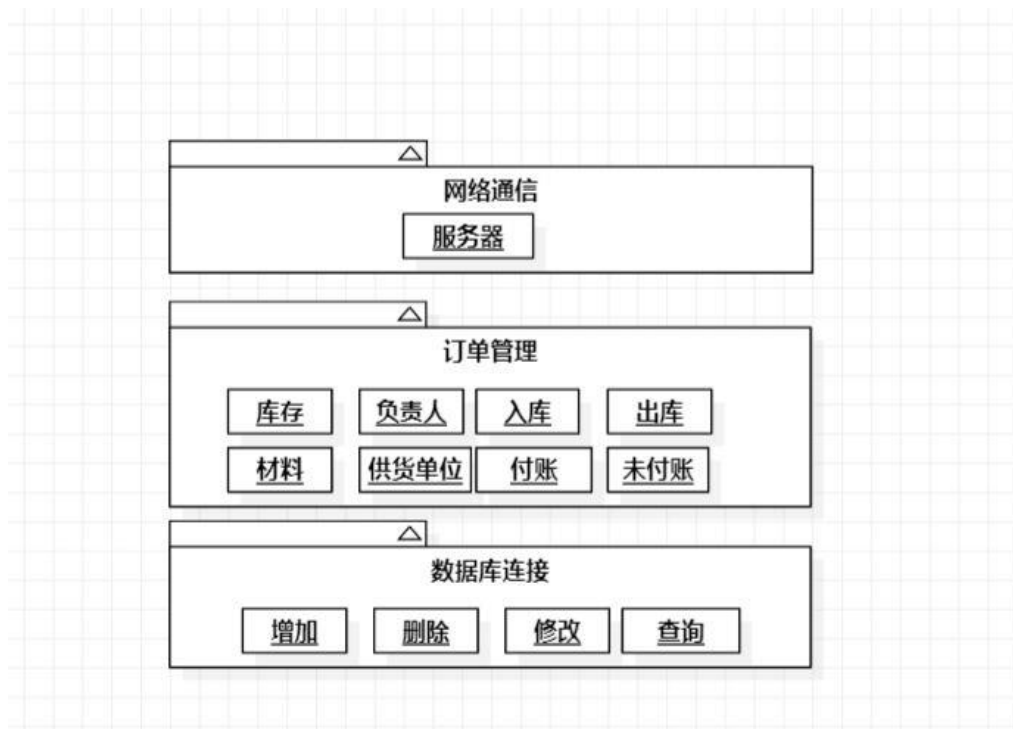 网络通信
服务器
订单管理
库存 负责人 入库 出库
材料 供货单位 付账 未付账
数据库连接
增加 删除 修改 查询